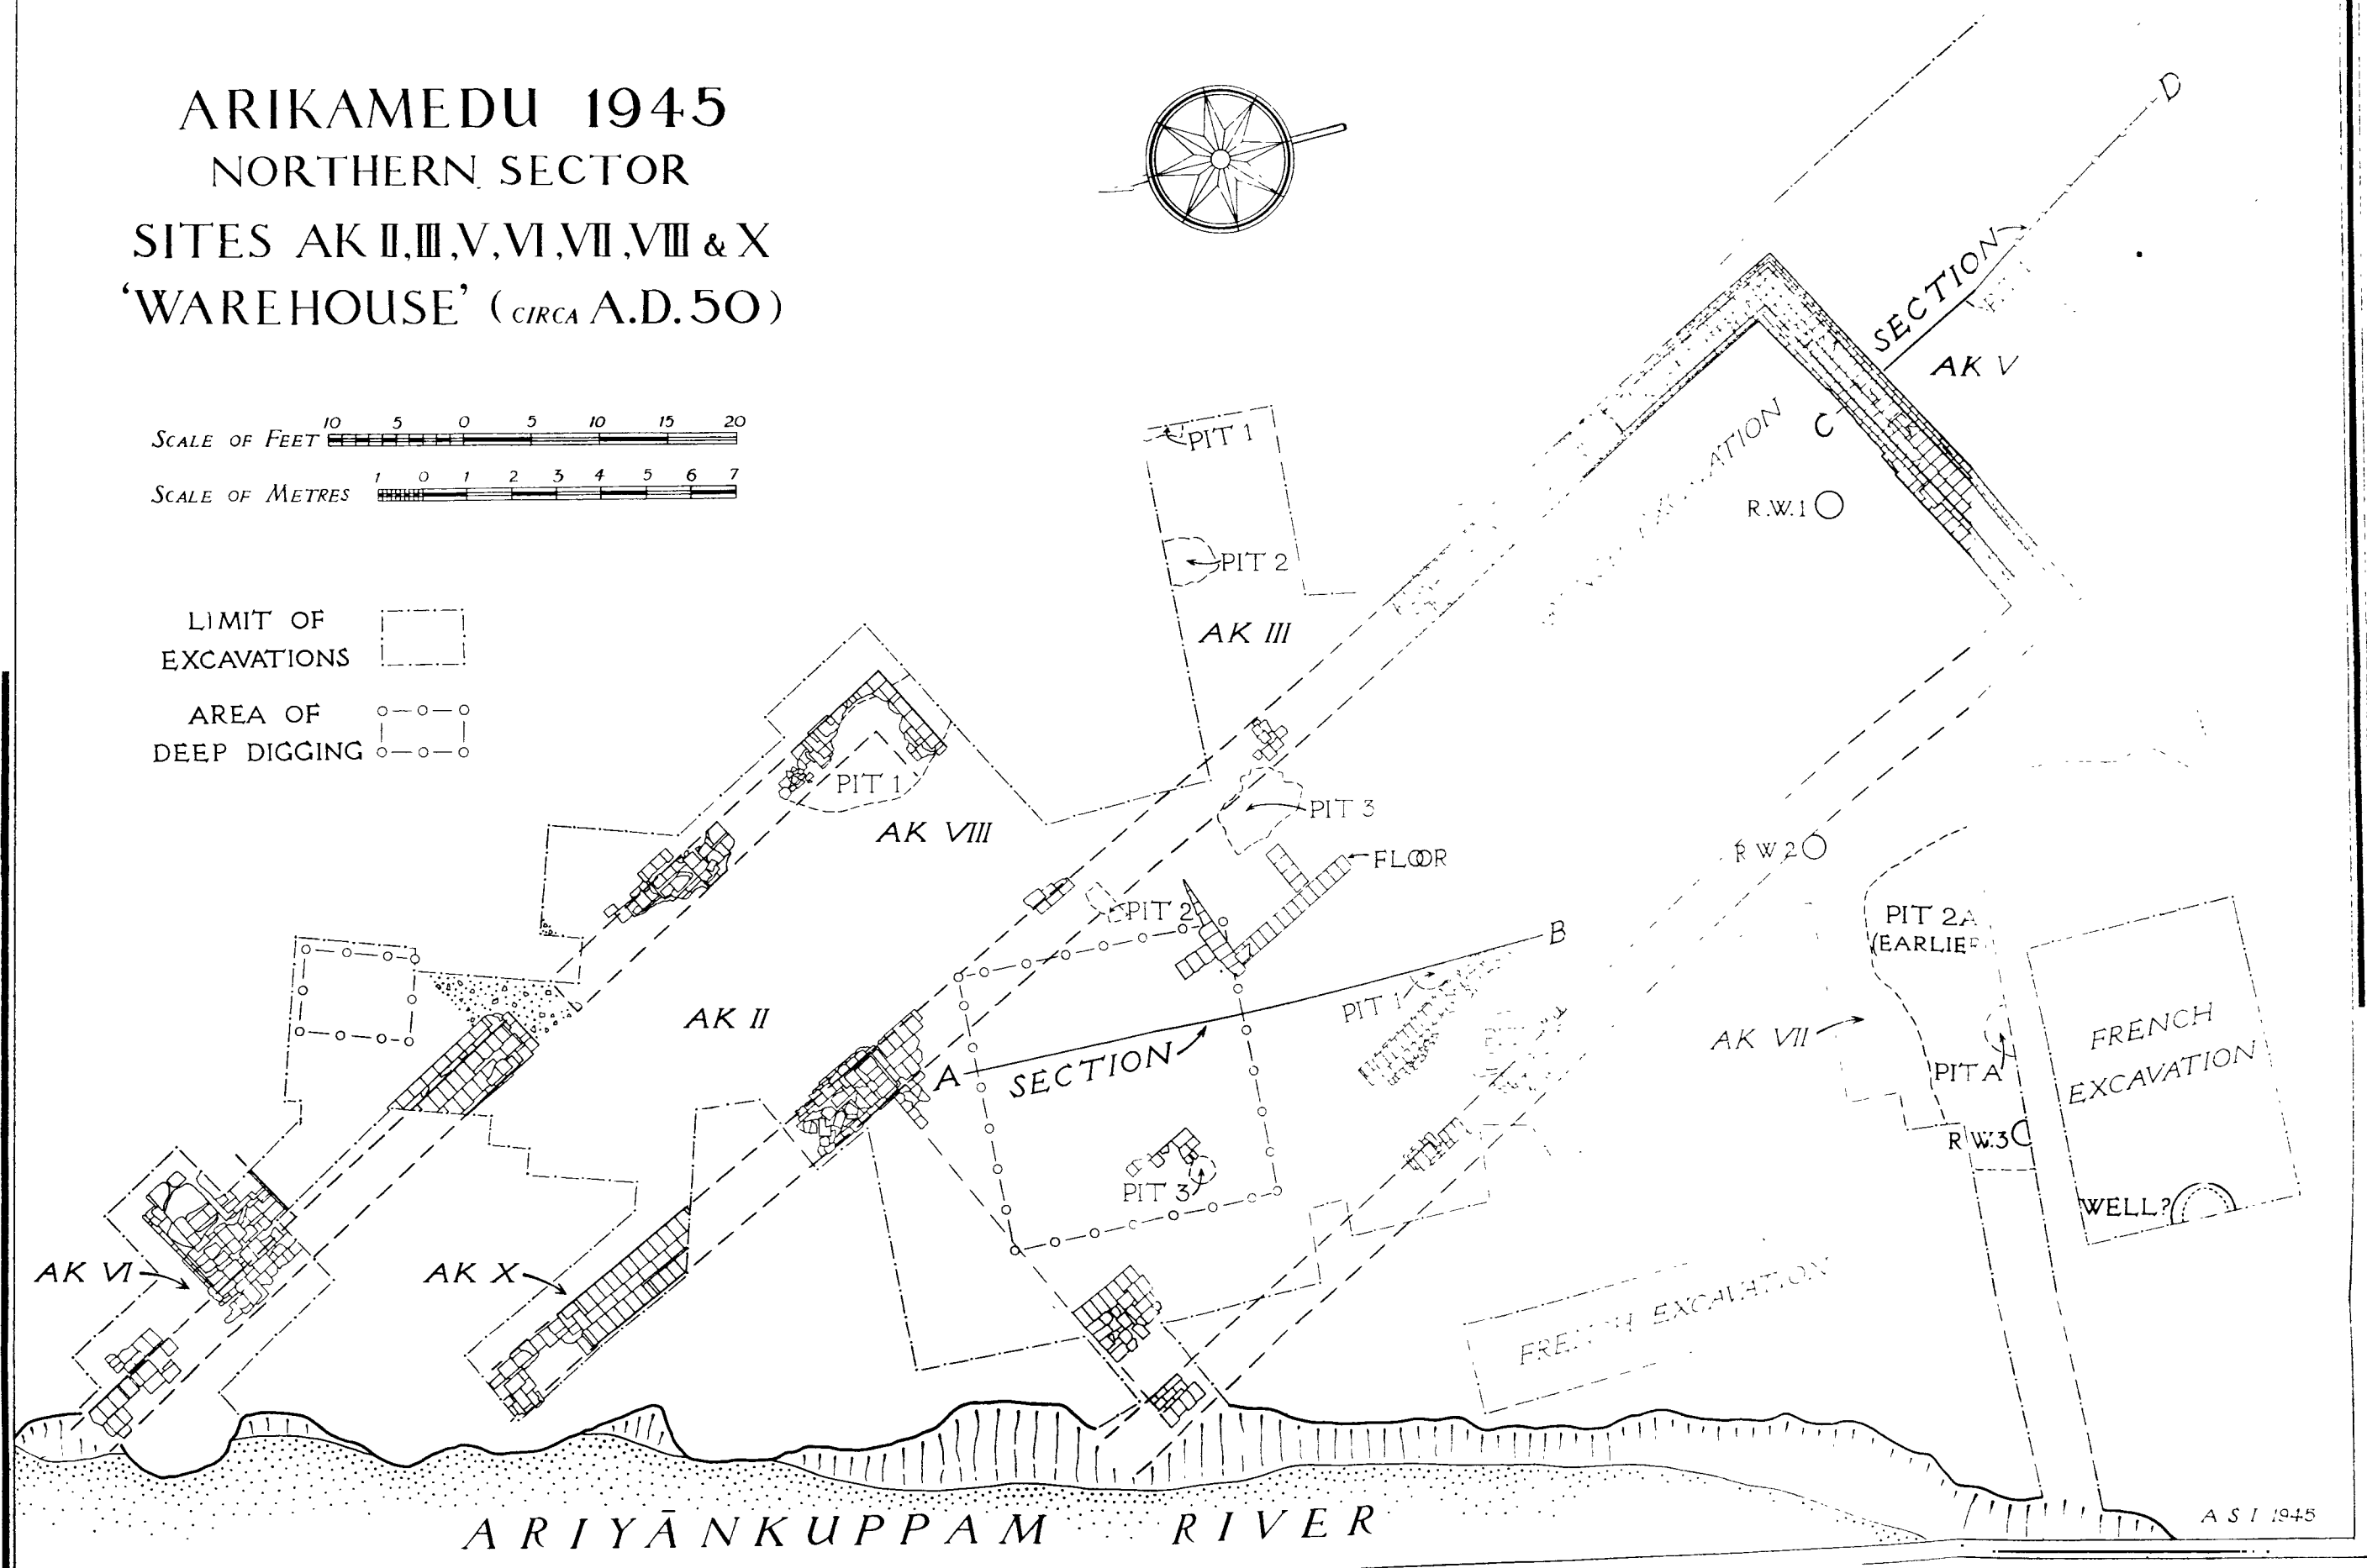 ARIKAMEDU 1945
NORTHERN SECTOR
SITES AK II, III, V, VI, VII, VIII & X
'WAREHOUSE' (CIRCA A.D. 50)
10 5 0 5 10 15 20
SCALE OF FEET
1 0 1 2 3 4 5 6 7
SCALE OF METRES
LIMIT OF
EXCAVATIONS
AREA OF
DEEP DIGGING
D
SECTION
AK V
C
R.W.1
PIT 1
PIT 2
AK III
PIT 1
AK VIII
PIT 3
FLOOR
PIT 2
R W 2
B
PIT 1
AK II
A
SECTION
PIT 3
PIT 2A
(EARLIER
AK VII
PIT A
R.W.3
FRENCH
EXCAVATION
WELL?
AK VI
AK X
FRENCH EXCAVATION
ARIYĀNKUPPAM RIVER
A S I 1945